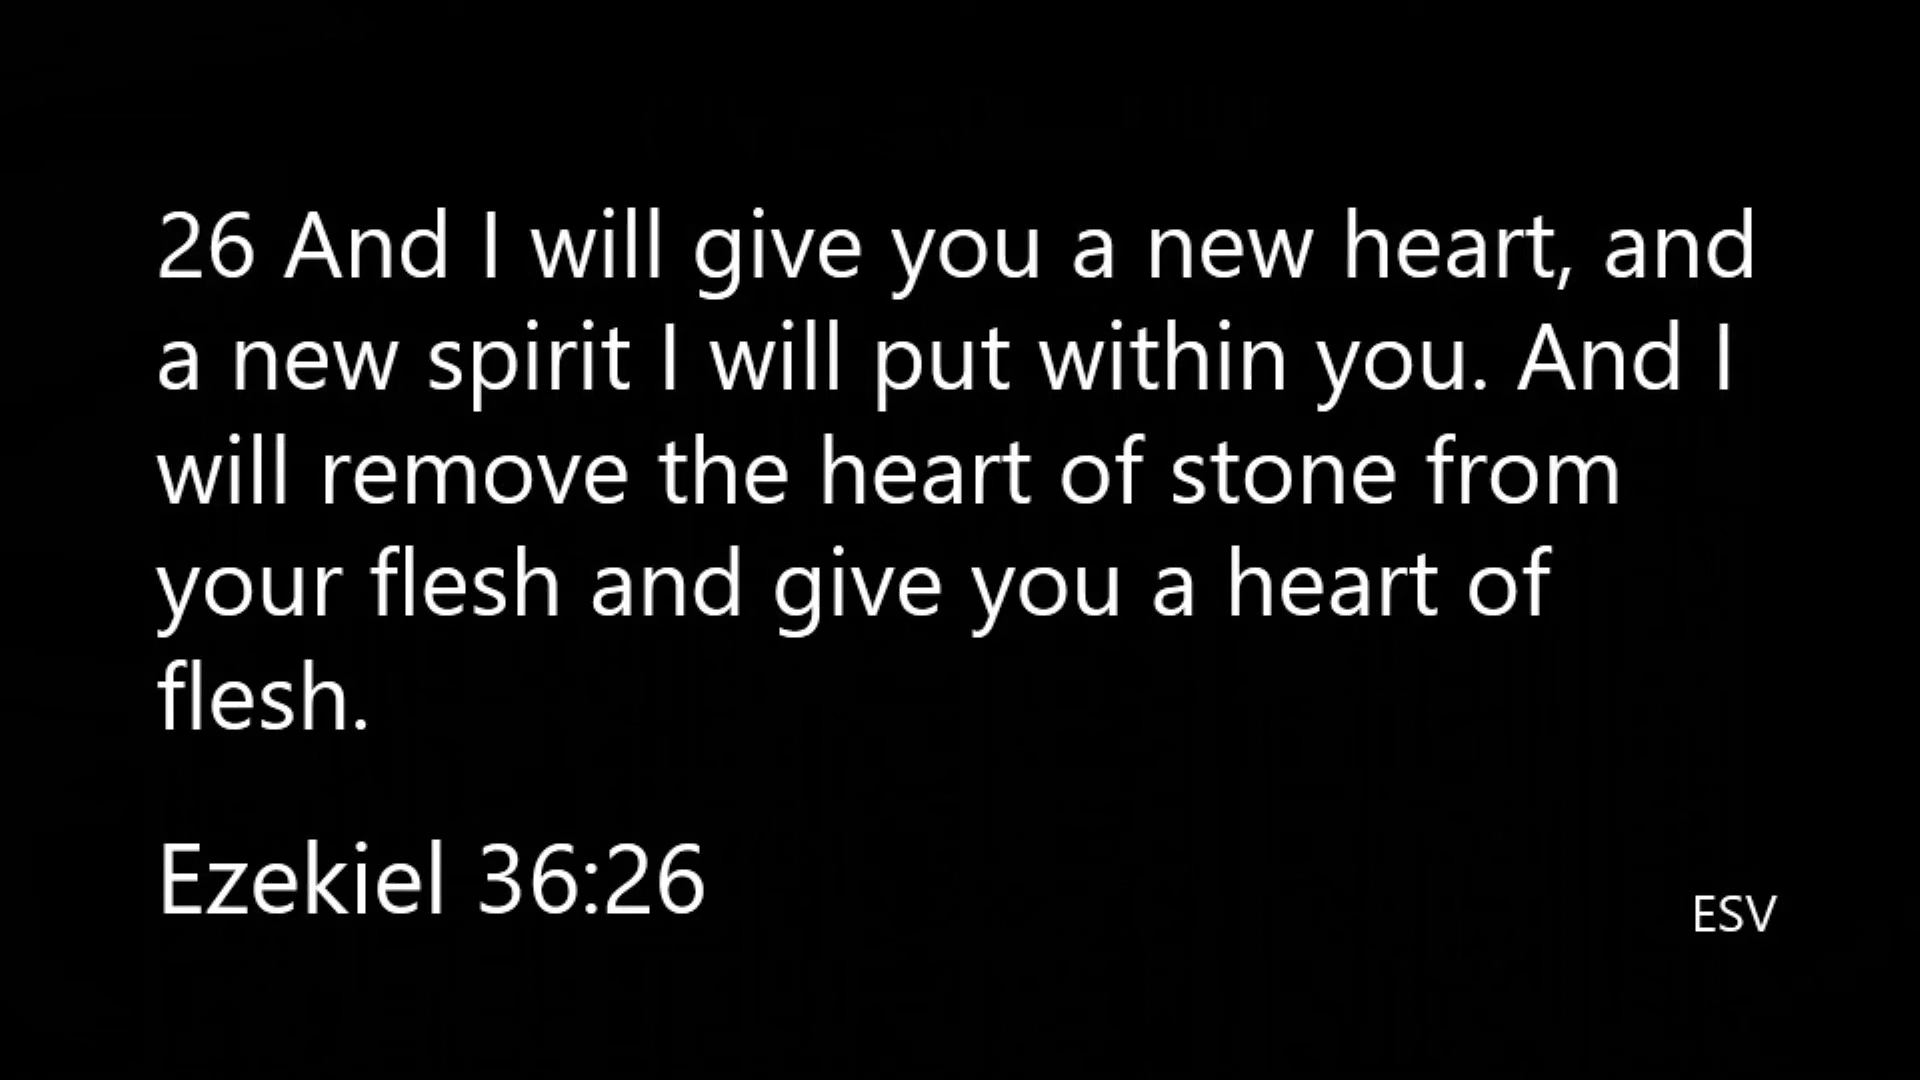 26 And I will give you a new heart, and
a new spirit I will put within you. And I
will remove the heart of stone from
your flesh and give you a heart of
flesh.
Ezekiel 36:26
ESV